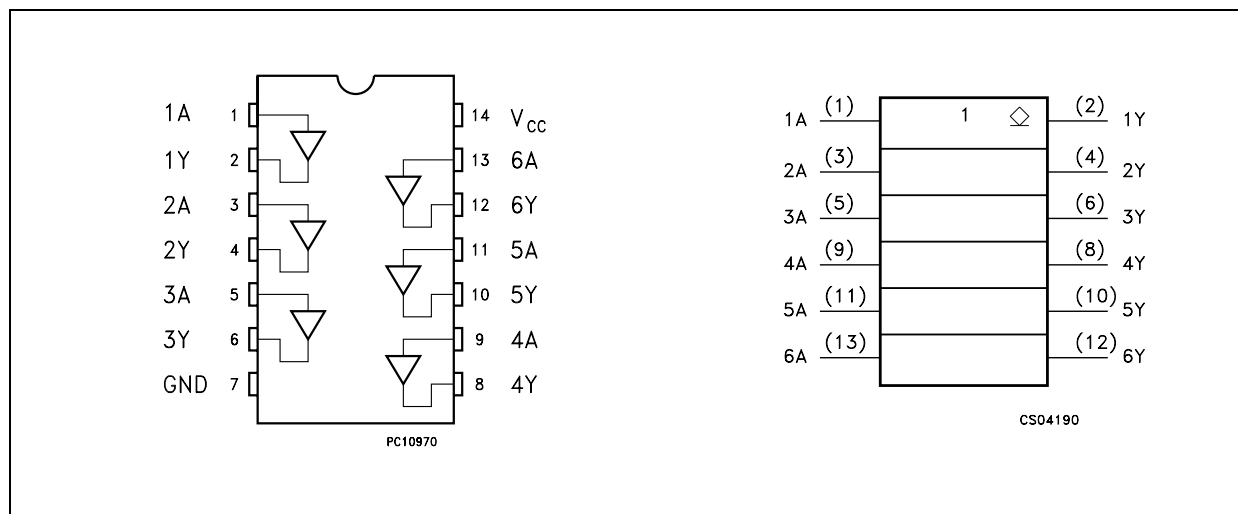 1A 1 14 VCC
1Y 2 13 6A
2A 3 12 6Y
2Y 4 11 5A
3A 5 10 5Y
3Y 6 9 4A
GND 7 8 4Y
PC10970
1A (1) 1 (2) 1Y
2A (3) (4) 2Y
3A (5) (6) 3Y
4A (9) (8) 4Y
5A (11) (10) 5Y
6A (13) (12) 6Y
CS04190